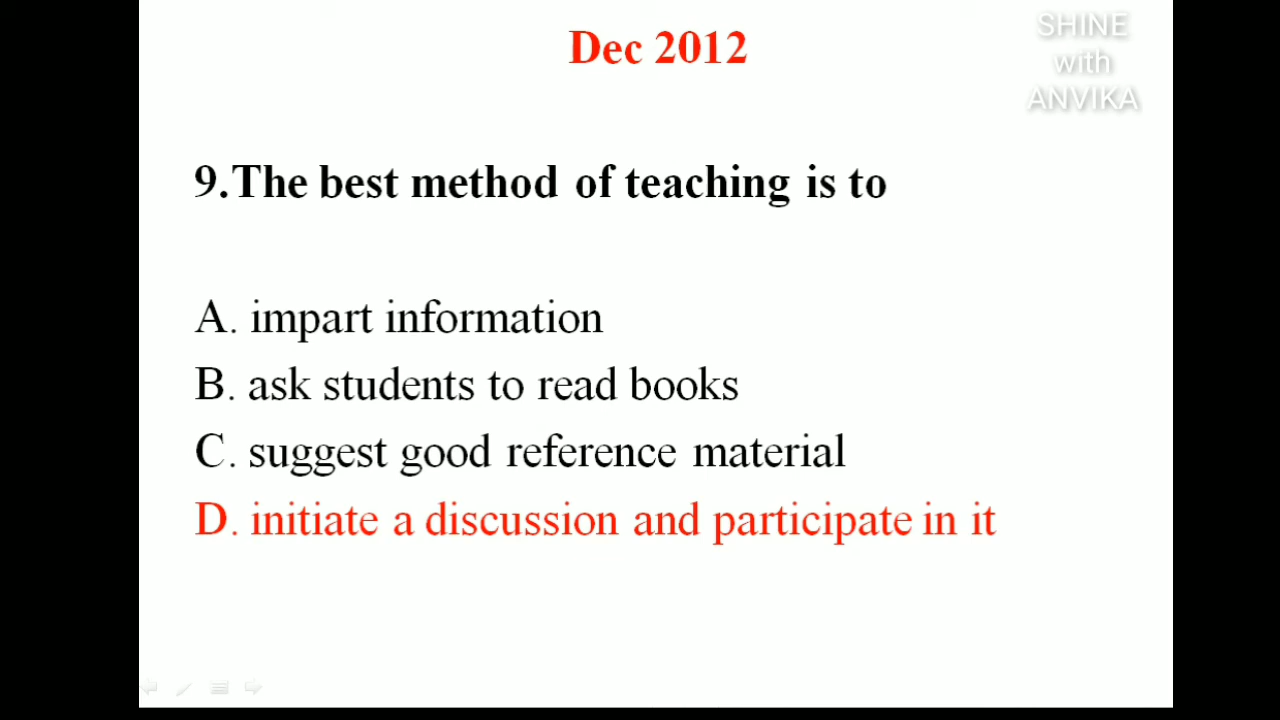 Dec 2012
SHINE
with
ANVIKA
9.The best method of teaching is to
A. impart information
B. ask students to read books
C. suggest good reference material
D. initiate a discussion and participate in it